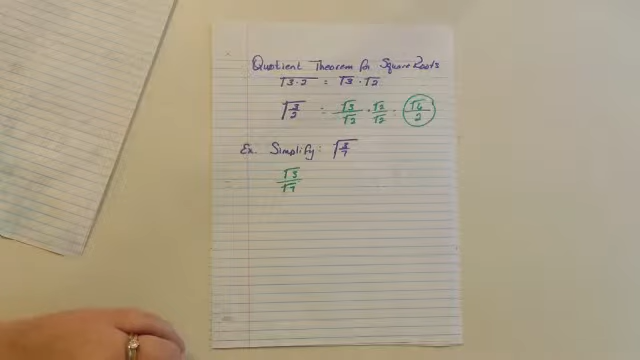 Quotient Theorem for Square Roots
√3·2 = √3 · √2
√3/2 = √3/√2 · √2/√2 = √6/2
Ex. Simplify: √3/7
√3/√7